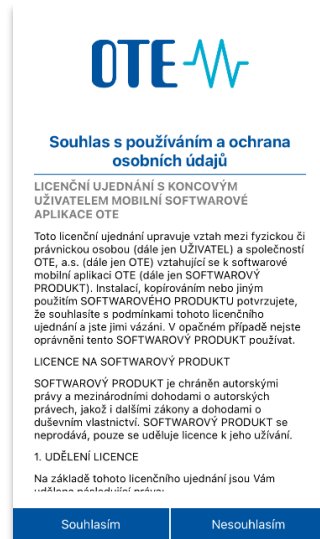 OTE
Souhlas s používáním a ochrana
osobních údajů
LICENČNÍ UJEDNÁNÍ S KONCOVÝM
UŽIVATELEM MOBILNÍ SOFTWAROVÉ
APLIKACE OTE
Toto licenční ujednání upravuje vztah mezi fyzickou či
právnickou osobou (dále jen UŽIVATEL) a společností
OTE, a.s. (dále jen OTE) vztahující se k softwarové
mobilní aplikaci OTE (dále jen SOFTWAROVÝ
PRODUKT). Instalací, kopírováním nebo jiným
použitím SOFTWAROVÉHO PRODUKTU potvrzujete,
že souhlasíte s podmínkami tohoto licenčního
ujednání a jste jimi vázáni. V opačném případě nejste
oprávněni tento SOFTWAROVÝ PRODUKT používat.
LICENCE NA SOFTWAROVÝ PRODUKT
SOFTWAROVÝ PRODUKT je chráněn autorskými
právy a mezinárodními dohodami o autorských
právech, jakož i dalšími zákony a dohodami o
duševním vlastnictví. SOFTWAROVÝ PRODUKT se
neprodává, pouze se uděluje licence k jeho užívání.
1. UDĚLENÍ LICENCE
Na základě tohoto licenčního ujednání jsou Vám
udělena následující práva:
Souhlasím
Nesouhlasím